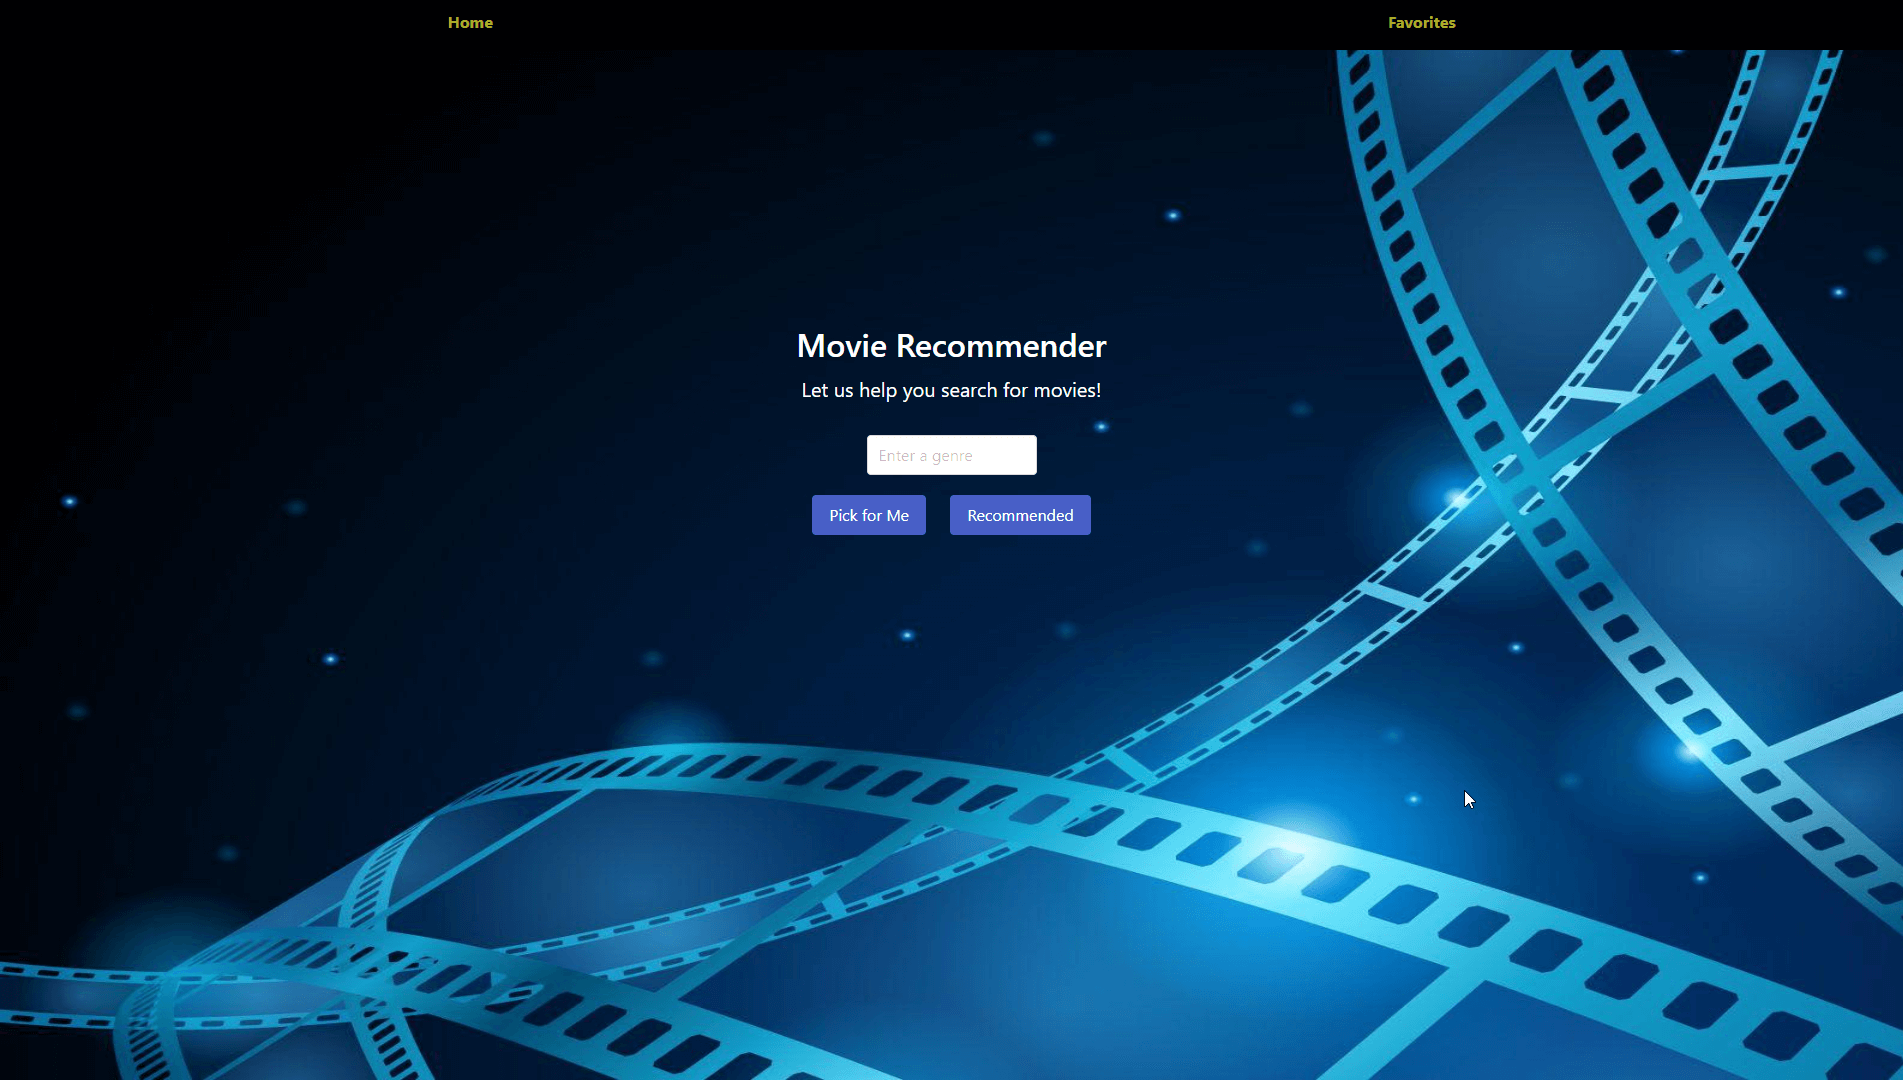 Home Favorites
Movie Recommender
Let us help you search for movies!
Enter a genre
Pick for Me Recommended